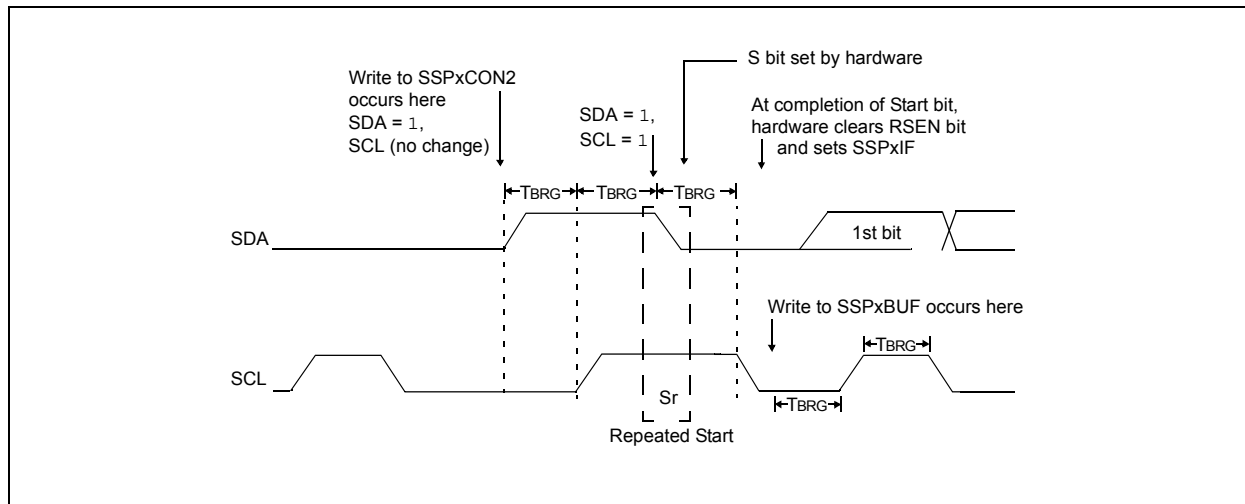 S bit set by hardware
Write to SSPxCON2
occurs here
SDA = 1,
SCL (no change)
SDA = 1,
SCL = 1
At completion of Start bit,
hardware clears RSEN bit
and sets SSPxIF
TBRG
TBRG
TBRG
SDA
1st bit
Write to SSPxBUF occurs here
TBRG
SCL
Sr
TBRG
Repeated Start